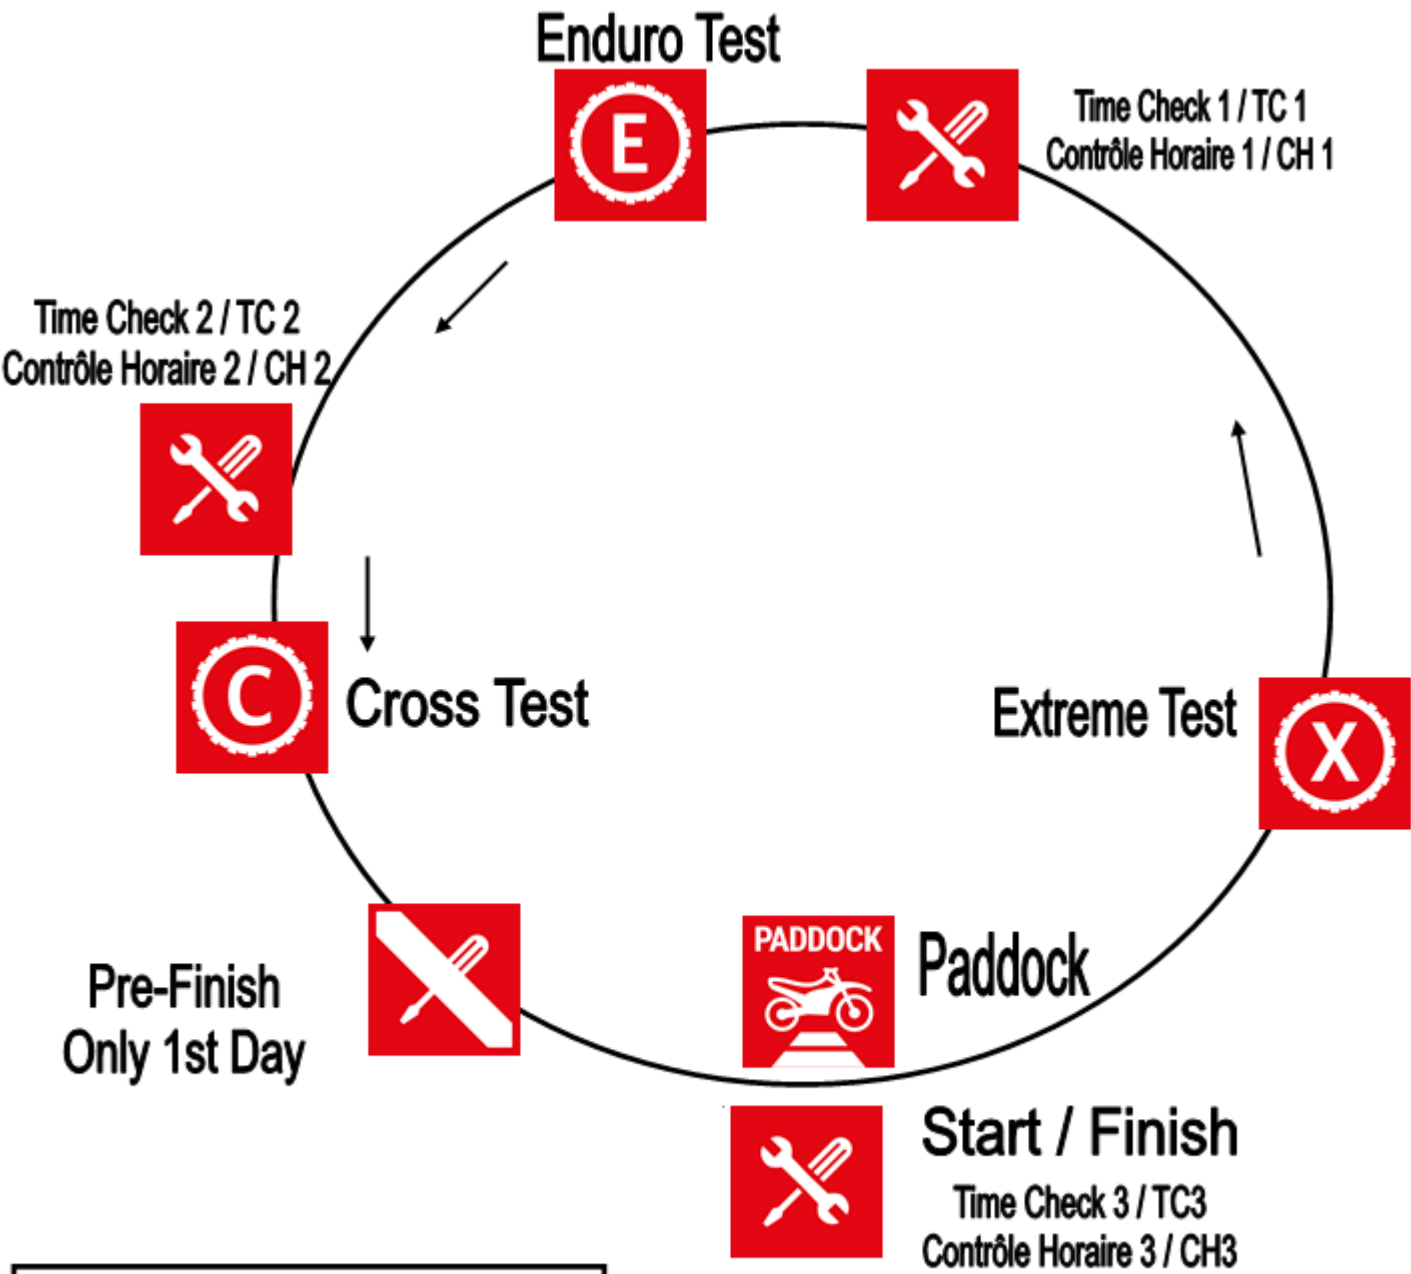 Enduro Test
E
Time Check 1 / TC 1
Contrôle Horaire 1 / CH 1
Time Check 2 / TC 2
Contrôle Horaire 2 / CH 2
C
Cross Test
Extreme Test
X
Pre-Finish
Only 1st Day
PADDOCK
Paddock
Start / Finish
Time Check 3 / TC3
Contrôle Horaire 3 / CH3